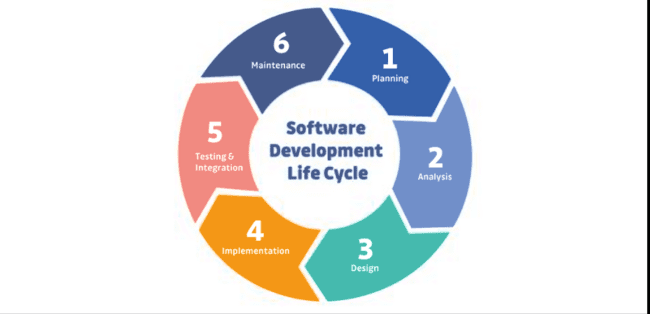 Software
Development
Life Cycle
1
Planning
2
Analysis
3
Design
4
Implementation
5
Testing &
Integration
6
Maintenance